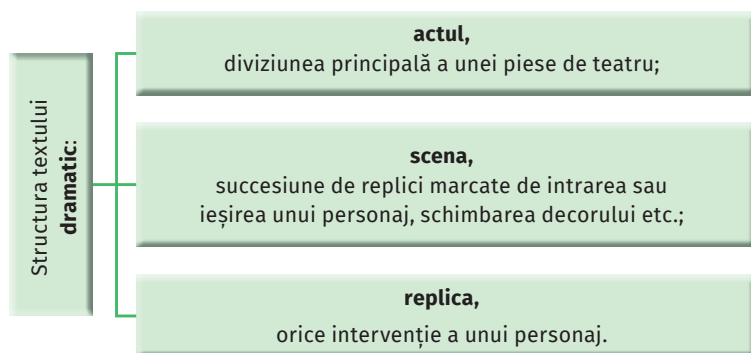 Structura textului
dramatic:
actul,
diviziunea principală a unei piese de teatru;
scena,
succesiune de replici marcate de intrarea sau
ieșirea unui personaj, schimbarea decorului etc.;
replica,
orice intervenție a unui personaj.